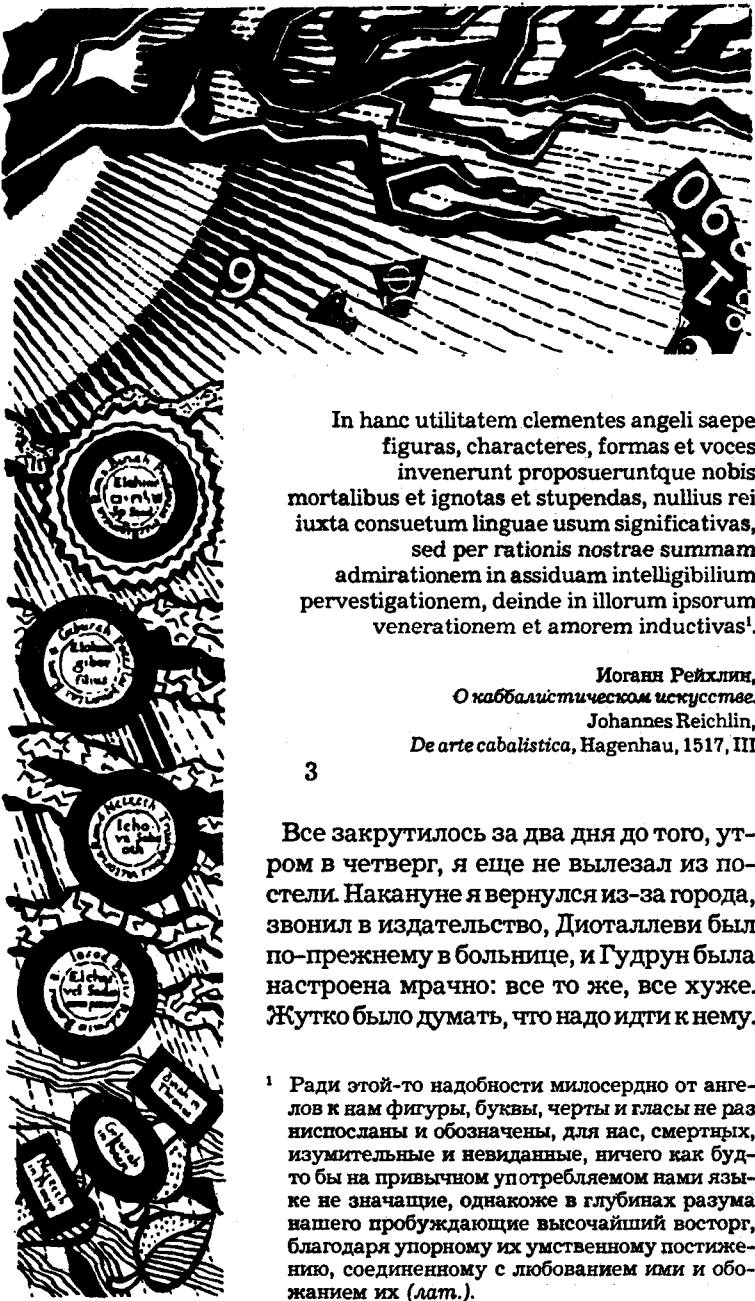 In hanc utilitatem clementes angeli saepe
figuras, characteres, formas et voces
invenerunt proposueruntque nobis
mortalibus et ignotas et stupendas, nullius rei
iuxta consuetum linguae usum significativas,
sed per rationis nostrae summam
admirationem in assiduam intelligibilium
pervestigationem, deinde in illorum ipsorum
venerationem et amorem inductivas¹.
Иоганн Рейхлин,
О каббалистическом искусстве.
Johannes Reichlin,
De arte cabalistica, Hagenhau, 1517, III
3
Все закрутилось за два дня до того, ут-
ром в четверг, я еще не вылезал из по-
стели. Накануне я вернулся из-за города,
звонил в издательство, Диоталлеви был
по-прежнему в больнице, и Гудрун была
настроена мрачно: все то же, все хуже.
Жутко было думать, что надо идти к нему.
¹ Ради этой-то надобности милосердно от анге-
лов к нам фигуры, буквы, черты и гласы не раз
ниспосланы и обозначены, для нас, смертных,
изумительные и невиданные, ничего как буд-
то бы на привычном употребляемом нами язы-
ке не значащие, однакоже в глубинах разума
нашего пробуждающие высочайший восторг,
благодаря упорному их умственному постиже-
нию, соединенному с любованием ими и обо-
жанием их (лат.).
6
Elohim
giber
filius
Icho